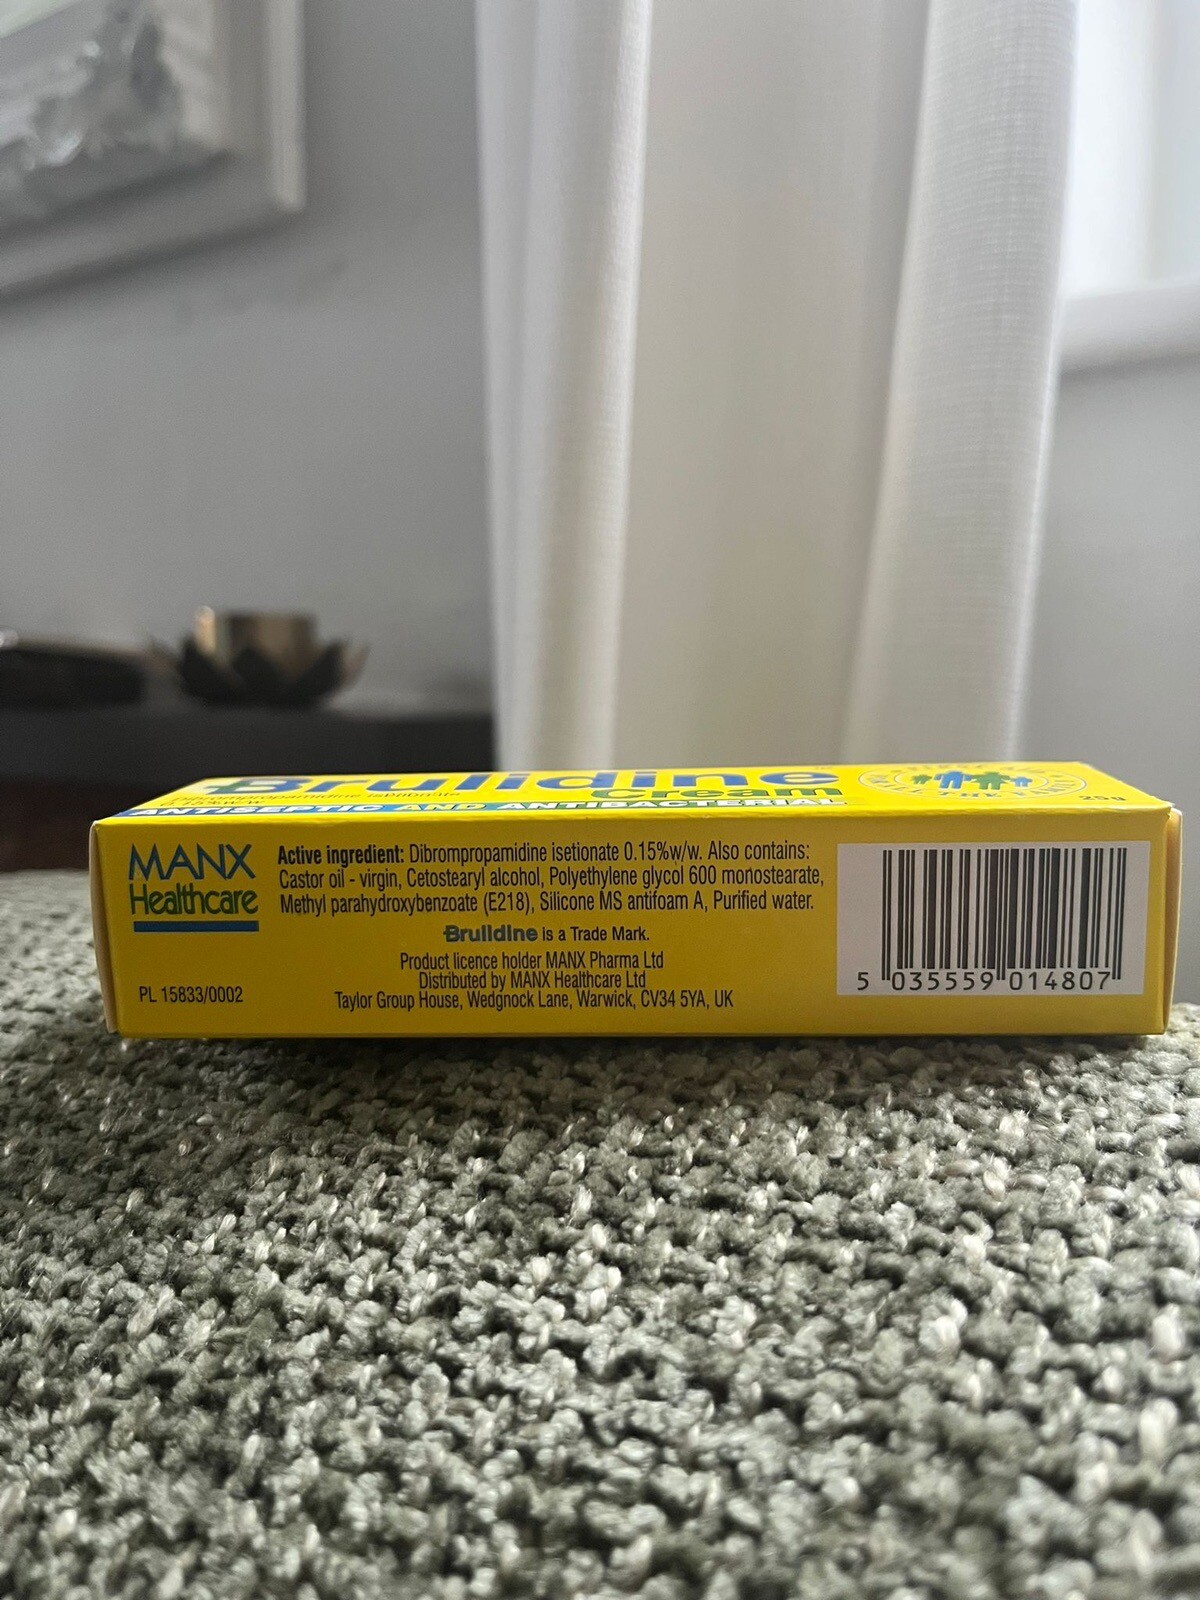 Brulidine
Cream
0.15%w/w
ANTISEPTIC AND ANTIBACTERIAL
25g
MANX
Healthcare
PL 15833/0002
Active ingredient: Dibrompropamidine isetionate 0.15%w/w. Also contains:
Castor oil - virgin, Cetostearyl alcohol, Polyethylene glycol 600 monostearate,
Methyl parahydroxybenzoate (E218), Silicone MS antifoam A, Purified water.
Brulidine is a Trade Mark.
Product licence holder MANX Pharma Ltd
Distributed by MANX Healthcare Ltd
Taylor Group House, Wedgnock Lane, Warwick, CV34 5YA, UK
5 035559 014807